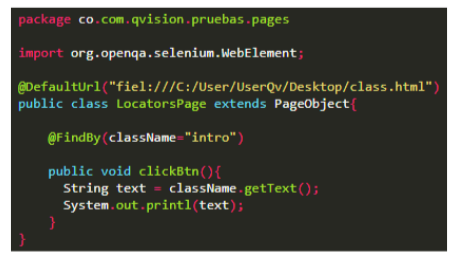 package co.com.qvision.pruebas.pages
import org.openqa.selenium.WebElement;
@DefaultUrl("fiel:///C:/User/UserQv/Desktop/class.html")
public class LocatorsPage extends PageObject{
@FindBy(className="intro")
public void clickBtn(){
String text = className.getText();
System.out.printl(text);
}
}